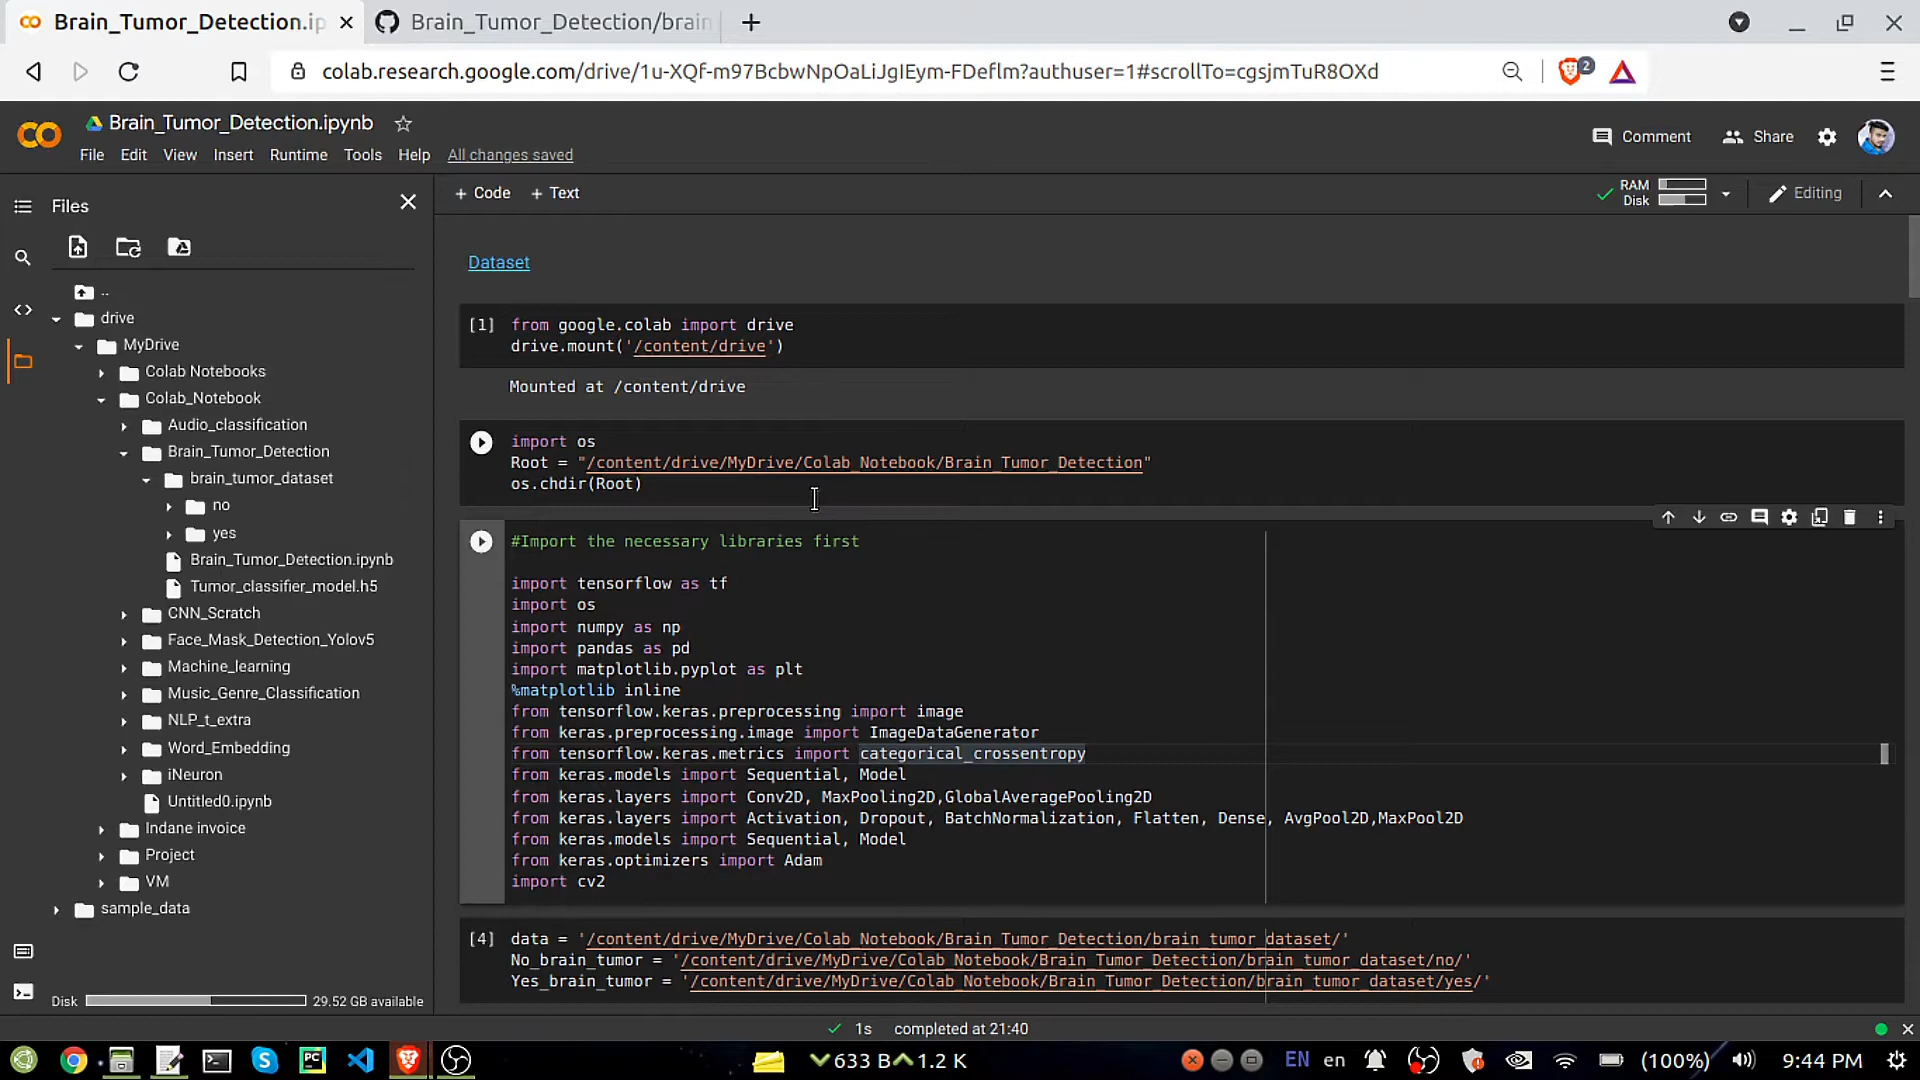 Brain_Tumor_Detection.ip
Brain_Tumor_Detection/brain
colab.research.google.com/drive/1u-XQf-m97BcbwNpOaLiJgIEym-FDeflm?authuser=1#scrollTo=cgsjmTuR8OXd
2
Brain_Tumor_Detection.ipynb
Comment
Share
File Edit View Insert Runtime Tools Help All changes saved
Files
+ Code + Text
RAM
Disk
Editing
..
drive
MyDrive
Colab Notebooks
Colab_Notebook
Audio_classification
Brain_Tumor_Detection
brain_tumor_dataset
no
yes
Brain_Tumor_Detection.ipynb
Tumor_classifier_model.h5
CNN_Scratch
Face_Mask_Detection_Yolov5
Machine_learning
Music_Genre_Classification
NLP_t_extra
Word_Embedding
iNeuron
Untitled0.ipynb
Indane invoice
Project
VM
sample_data
Disk 29.52 GB available
Dataset
[1] from google.colab import drive
drive.mount('/content/drive')
Mounted at /content/drive
import os
Root = "/content/drive/MyDrive/Colab_Notebook/Brain_Tumor_Detection"
os.chdir(Root)
#Import the necessary libraries first
import tensorflow as tf
import os
import numpy as np
import pandas as pd
import matplotlib.pyplot as plt
%matplotlib inline
from tensorflow.keras.preprocessing import image
from keras.preprocessing.image import ImageDataGenerator
from tensorflow.keras.metrics import categorical_crossentropy
from keras.models import Sequential, Model
from keras.layers import Conv2D, MaxPooling2D,GlobalAveragePooling2D
from keras.layers import Activation, Dropout, BatchNormalization, Flatten, Dense, AvgPool2D,MaxPool2D
from keras.models import Sequential, Model
from keras.optimizers import Adam
import cv2
[4] data = '/content/drive/MyDrive/Colab_Notebook/Brain_Tumor_Detection/brain_tumor_dataset/'
No_brain_tumor = '/content/drive/MyDrive/Colab_Notebook/Brain_Tumor_Detection/brain_tumor_dataset/no/'
Yes_brain_tumor = '/content/drive/MyDrive/Colab_Notebook/Brain_Tumor_Detection/brain_tumor_dataset/yes/'
1s completed at 21:40
633 B 1.2 K
EN en (100%) 9:44 PM